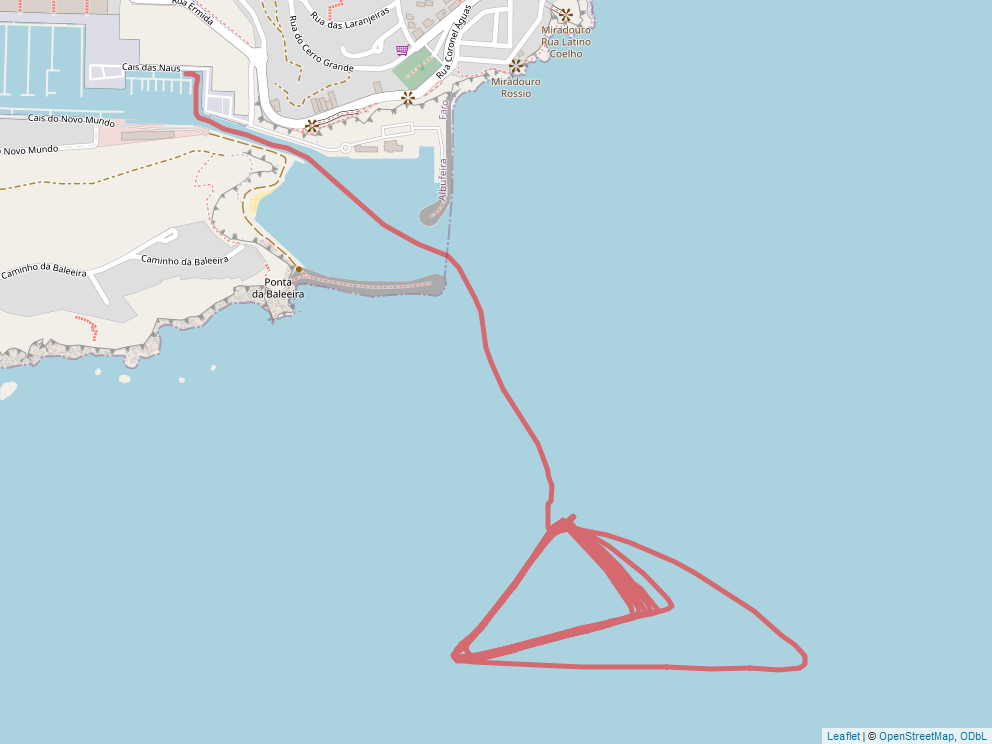 Rua Ermida
Rua das Laranjeiras
Rua do Cerro Grande
Rua Coronel Águas
Miradouro
Rua Latino
Coelho
Miradouro
Rossio
Cais das Naus
Cais do Novo Mundo
Novo Mundo
Faro
Albufeira
Caminho da Baleeira
Caminho da Baleeira
Ponta
da Baleeira
Leaflet | © OpenStreetMap, ODbL